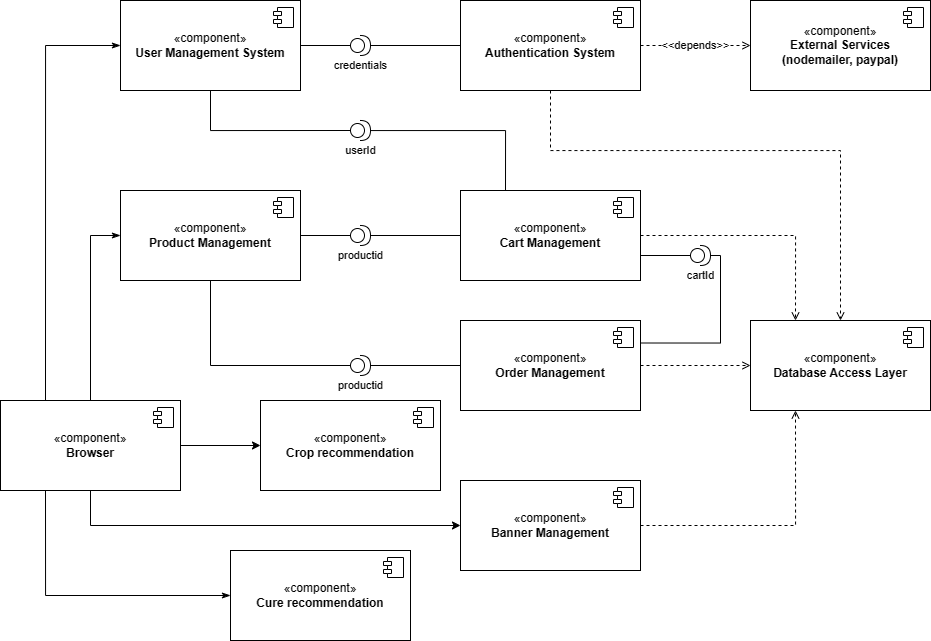 «component»
User Management System
«component»
Authentication System
«component»
External Services
(nodemailer, paypal)
<<depends>>
credentials
userId
«component»
Product Management
«component»
Cart Management
productid
cartId
«component»
Order Management
«component»
Database Access Layer
productid
«component»
Browser
«component»
Crop recommendation
«component»
Banner Management
«component»
Cure recommendation